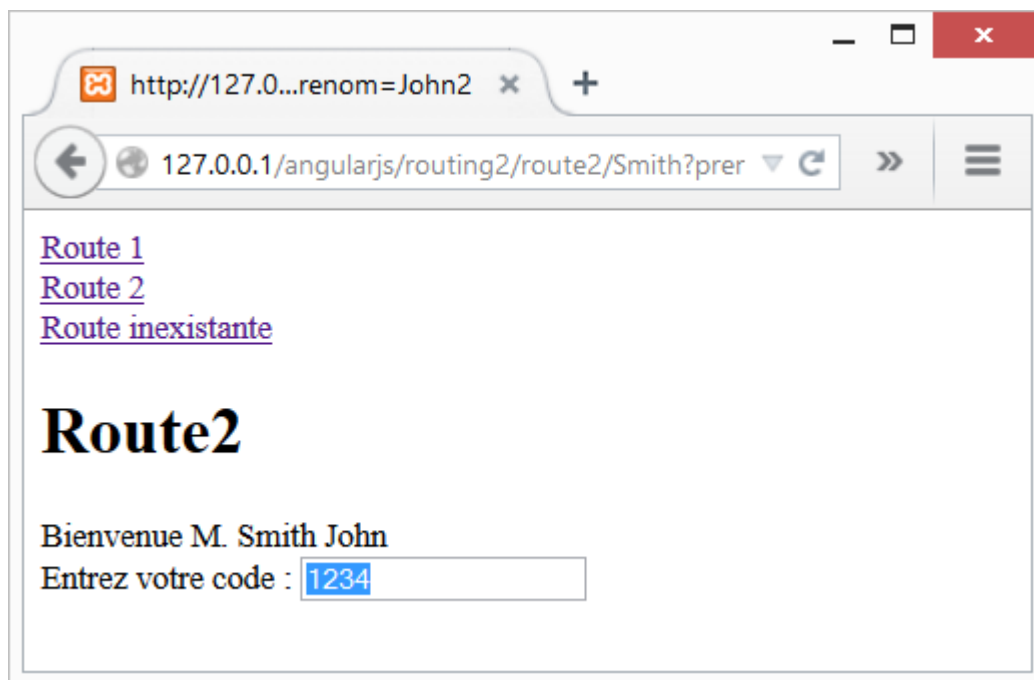 http://127.0...renom=John2
127.0.0.1/angularjs/routing2/route2/Smith?prer
Route 1
Route 2
Route inexistante
Route2
Bienvenue M. Smith John
Entrez votre code : 1234